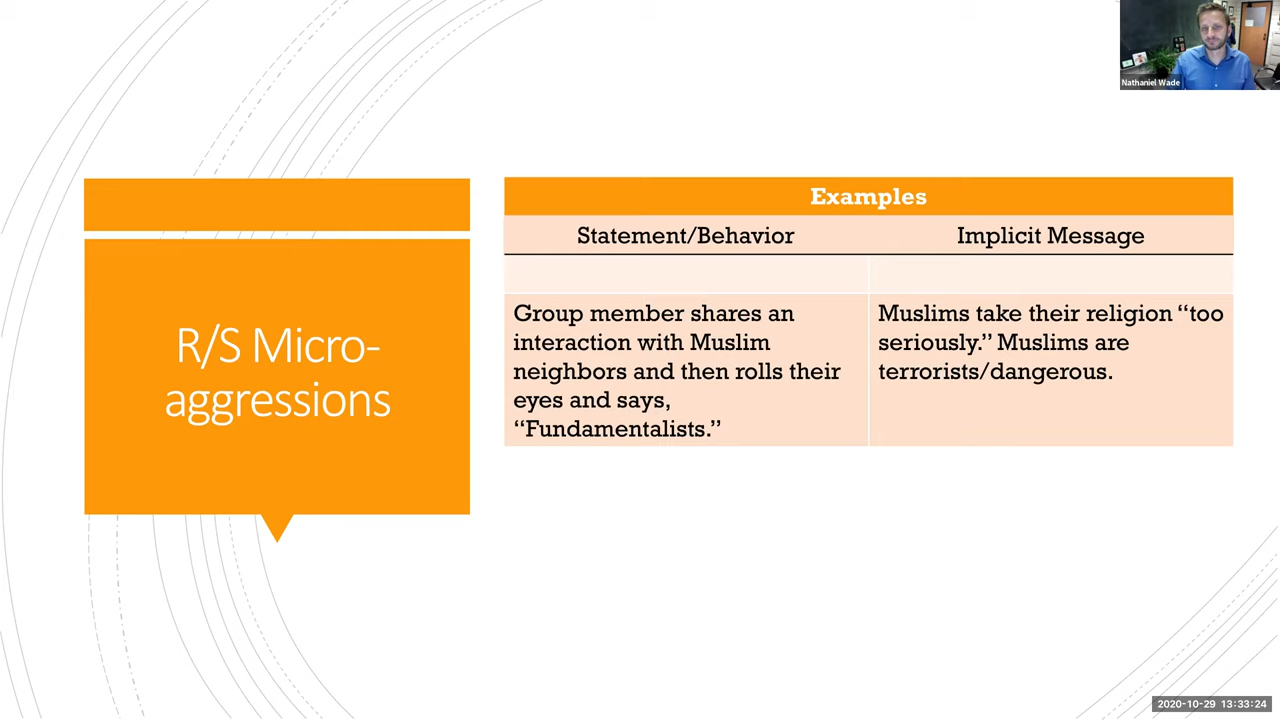 Nathaniel Wade
R/S Micro-
aggressions
Examples
Statement/Behavior
Implicit Message
Group member shares an
interaction with Muslim
neighbors and then rolls their
eyes and says,
“Fundamentalists.”
Muslims take their religion “too
seriously.” Muslims are
terrorists/dangerous.
2020-10-29 13:33:24